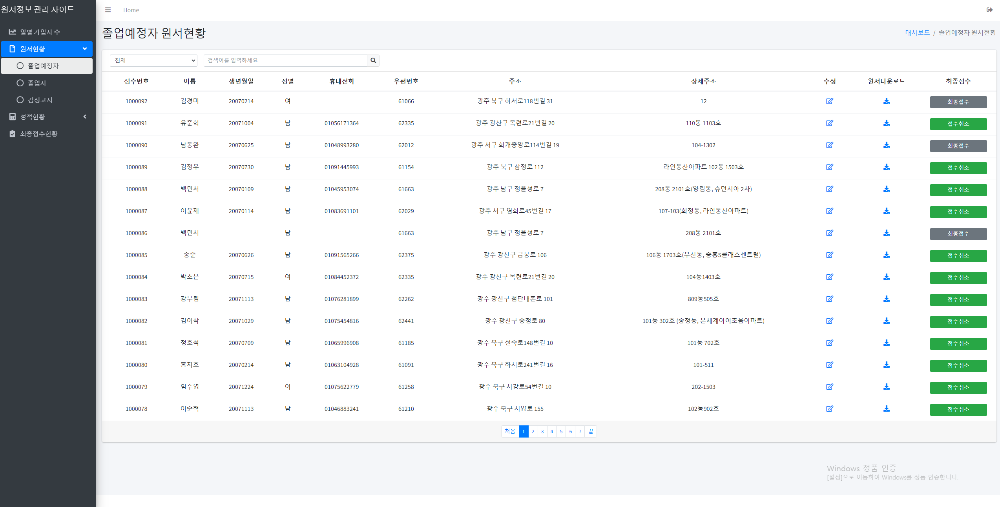 원서정보 관리 사이트
Home
일별 가입자 수
원서현황
졸업예정자
졸업자
검정고시
성적현황
최종접수현황
졸업예정자 원서현황
대시보드 / 졸업예정자 원서현황
전체 검색어를 입력하세요
접수번호 이름 생년월일 성별 휴대전화 우편번호 주소 상세주소 수정 원서다운로드 최종접수
1000092 김경미 20070214 여 61066 광주 북구 하서로118번길 31 12 최종접수
1000091 유준혁 20071004 남 01056171364 62335 광주 광산구 목련로21번길 20 110동 1103호 접수취소
1000090 남동완 20070625 남 01048993280 62012 광주 서구 화개중앙로114번길 19 104-1302 최종접수
1000089 김정우 20070730 남 01091445993 61154 광주 북구 삼정로 112 라인동산아파트 102동 1503호 접수취소
1000088 백민서 20070109 남 01045953074 61663 광주 남구 정율성로 7 208동 2101호(양림동, 휴먼시아 2차) 접수취소
1000087 이윤제 20070114 남 01083691101 62029 광주 서구 염화로45번길 17 107-103(화정동, 라인동산아파트) 접수취소
1000086 백민서 남 61663 광주 남구 정율성로 7 208동 2101호 최종접수
1000085 송준 20070626 남 01091565266 62375 광주 광산구 금봉로 106 106동 1703호(우산동, 중흥S클래스센트럴) 접수취소
1000084 박초은 20070715 여 01084452372 62335 광주 광산구 목련로21번길 20 104동1403호 접수취소
1000083 강무림 20071113 남 01076281899 62262 광주 광산구 첨단내촌로 101 809동505호 접수취소
1000082 김이삭 20071029 남 01075454816 62441 광주 광산구 송정로 80 101동 302호 (송정동, 온세계아이조움아파트) 접수취소
1000081 정호석 20070709 남 01065996908 61185 광주 북구 설죽로148번길 10 101동 702호 접수취소
1000080 홍지호 20070214 남 01063104928 61091 광주 북구 하서로241번길 16 101-511 접수취소
1000079 임주영 20071224 여 01075622779 61258 광주 북구 서강로54번길 10 202-1503 접수취소
1000078 이준혁 20071113 남 01046883241 61210 광주 북구 서양로 155 102동902호 접수취소
처음 1 2 3 4 5 6 7 끝
Windows 정품 인증
[설정]으로 이동하여 Windows를 정품 인증합니다.